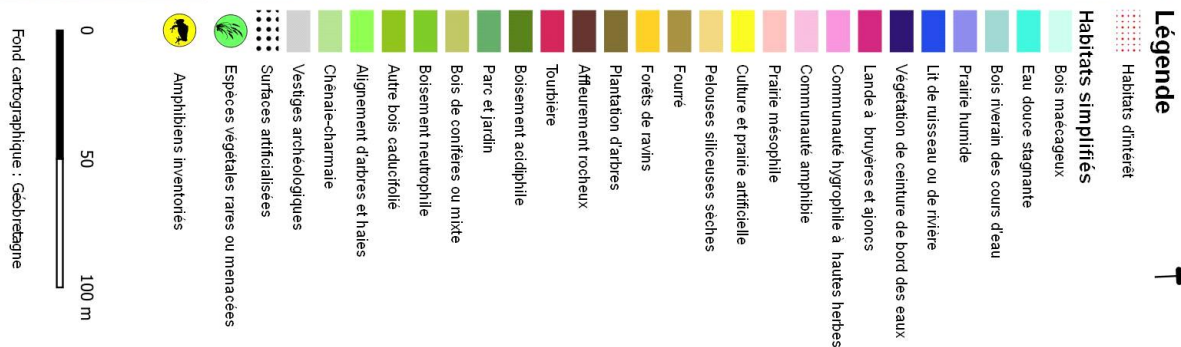 Légende
Habitats d'intérêt
Habitats simplifiés
Bois maécageux
Eau douce stagnante
Bois riverain des cours d'eau
Prairie humide
Lit de ruisseau ou de rivière
Végétation de ceinture de bord des eaux
Lande à bruyères et ajoncs
Communauté hygrophile à hautes herbes
Communauté amphibie
Prairie mésophile
Culture et prairie artificielle
Pelouses siliceuses sèches
Fourré
Forêts de ravins
Plantation d'arbres
Affleurement rocheux
Tourbière
Boisement acidiphile
Parc et jardin
Bois de conifères ou mixte
Boisement neutrophile
Autre bois caducifolié
Alignement d'arbres et haies
Chênaie-charmaie
Vestiges archéologiques
Surfaces artificialisées
Espèces végétales rares ou menacées
Amphibiens inventoriés
0 50 100 m
Fond cartographique : Géobretagne